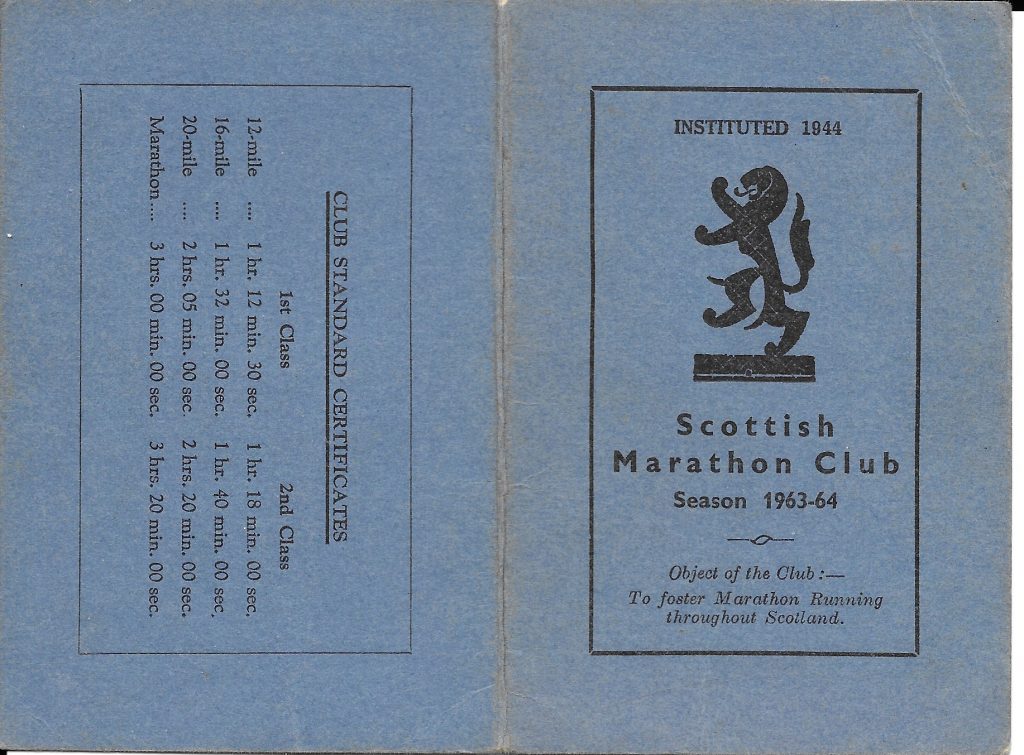 CLUB STANDARD CERTIFICATES
1st Class 2nd Class
12-mile .... 1 hr. 12 min. 30 sec. 1 hr. 18 min. 00 sec.
16-mile .... 1 hr. 32 min. 00 sec. 1 hr. 40 min. 00 sec.
20-mile .... 2 hrs. 05 min. 00 sec. 2 hrs. 20 min. 00 sec.
Marathon.... 3 hrs. 00 min. 00 sec. 3 hrs. 20 min. 00 sec.
INSTITUTED 1944
Scottish
Marathon Club
Season 1963-64
Object of the Club :—
To foster Marathon Running
throughout Scotland.